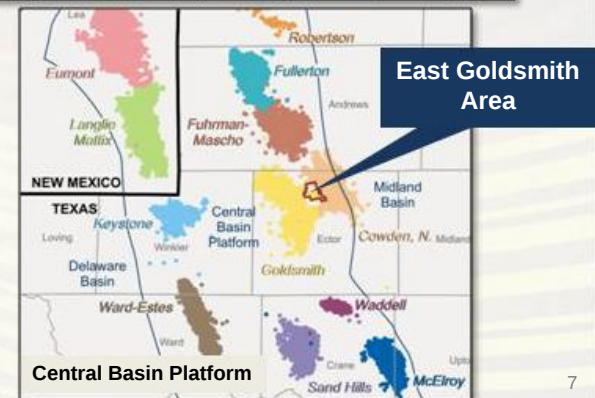 Lea
Robertson
Eumont
Fullerton
East Goldsmith
Area
Andrews
Langlie
Mattix
Fuhrman-
Mascho
NEW MEXICO
TEXAS
Keystone
Central
Basin
Platform
Midland
Basin
Loving
Winkler
Ector
Cowden, N.
Midland
Delaware
Basin
Goldsmith
Ward-Estes
Waddell
Ward
Crane
Upto
Central Basin Platform
Sand Hills
McElroy
7